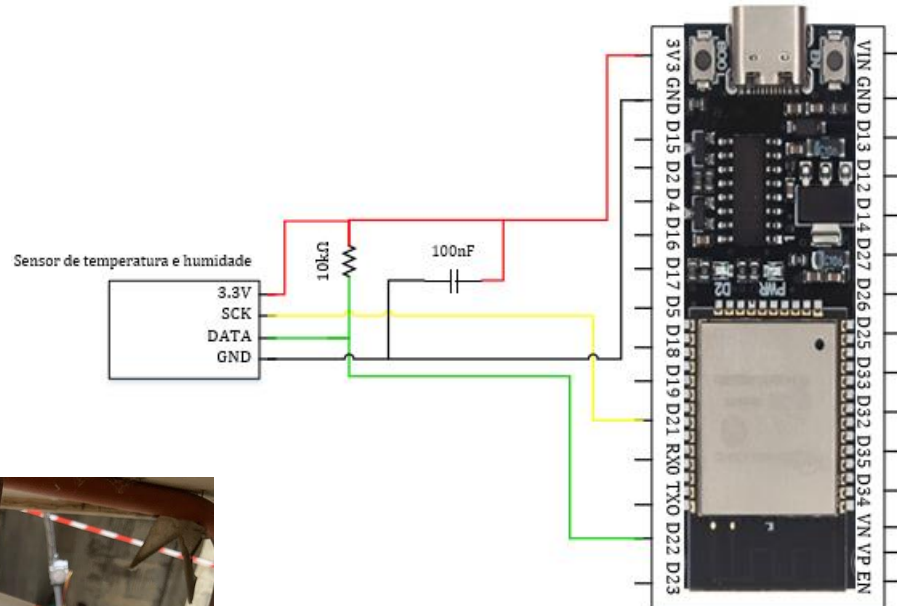 Sensor de temperatura e humidade
3.3V
SCK
DATA
GND
10kΩ
100nF
3V3
GND
D15
D2
D4
D16
D17
D5
D18
D19
D21
RX0
TX0
D22
D23
BOO
EN
D2
PWR
VIN
GND
D13
D12
D14
D27
D26
D25
D33
D32
D35
D34
VN
VP
EN